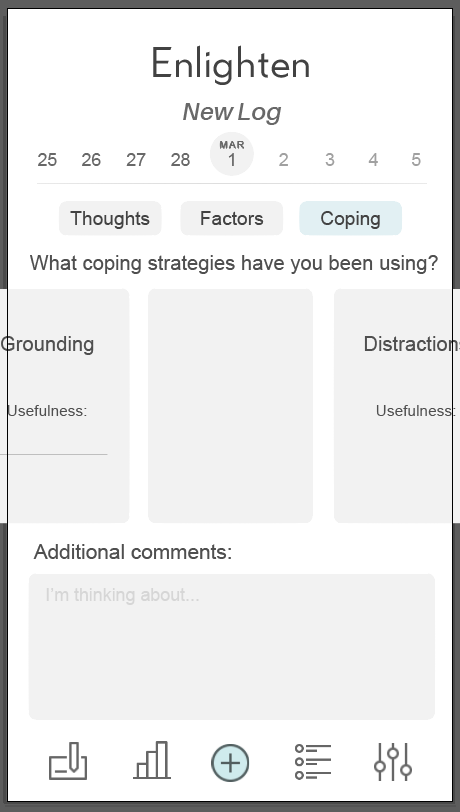 Enlighten
New Log
25 26 27 28 MAR 1 2 3 4 5
Thoughts Factors Coping
What coping strategies have you been using?
Grounding Distraction
Usefulness: Usefulness:
Additional comments:
I'm thinking about...